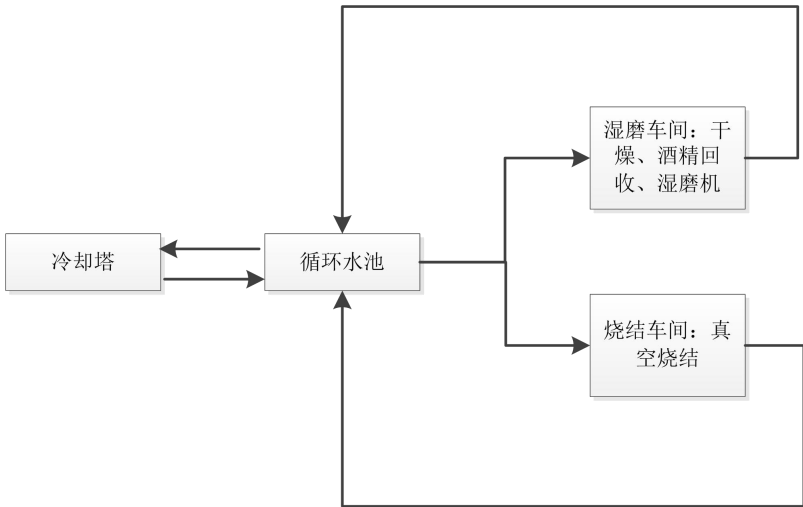 湿磨车间：干
燥、酒精回
收、湿磨机
冷却塔
循环水池
烧结车间：真
空烧结